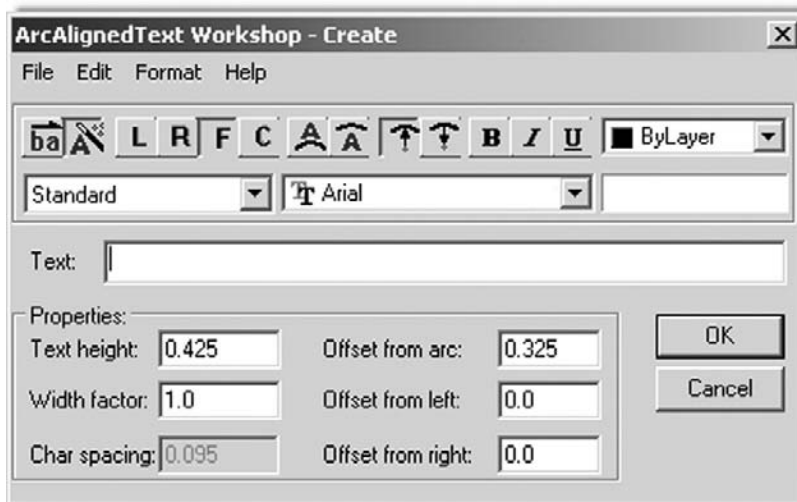 ArcAlignedText Workshop - Create
File Edit Format Help
ba A L R F C A A B I U ByLayer
Standard Arial
Text:
Properties:
Text height: 0.425 Offset from arc: 0.325 OK
Width factor: 1.0 Offset from left: 0.0 Cancel
Char spacing: 0.095 Offset from right: 0.0